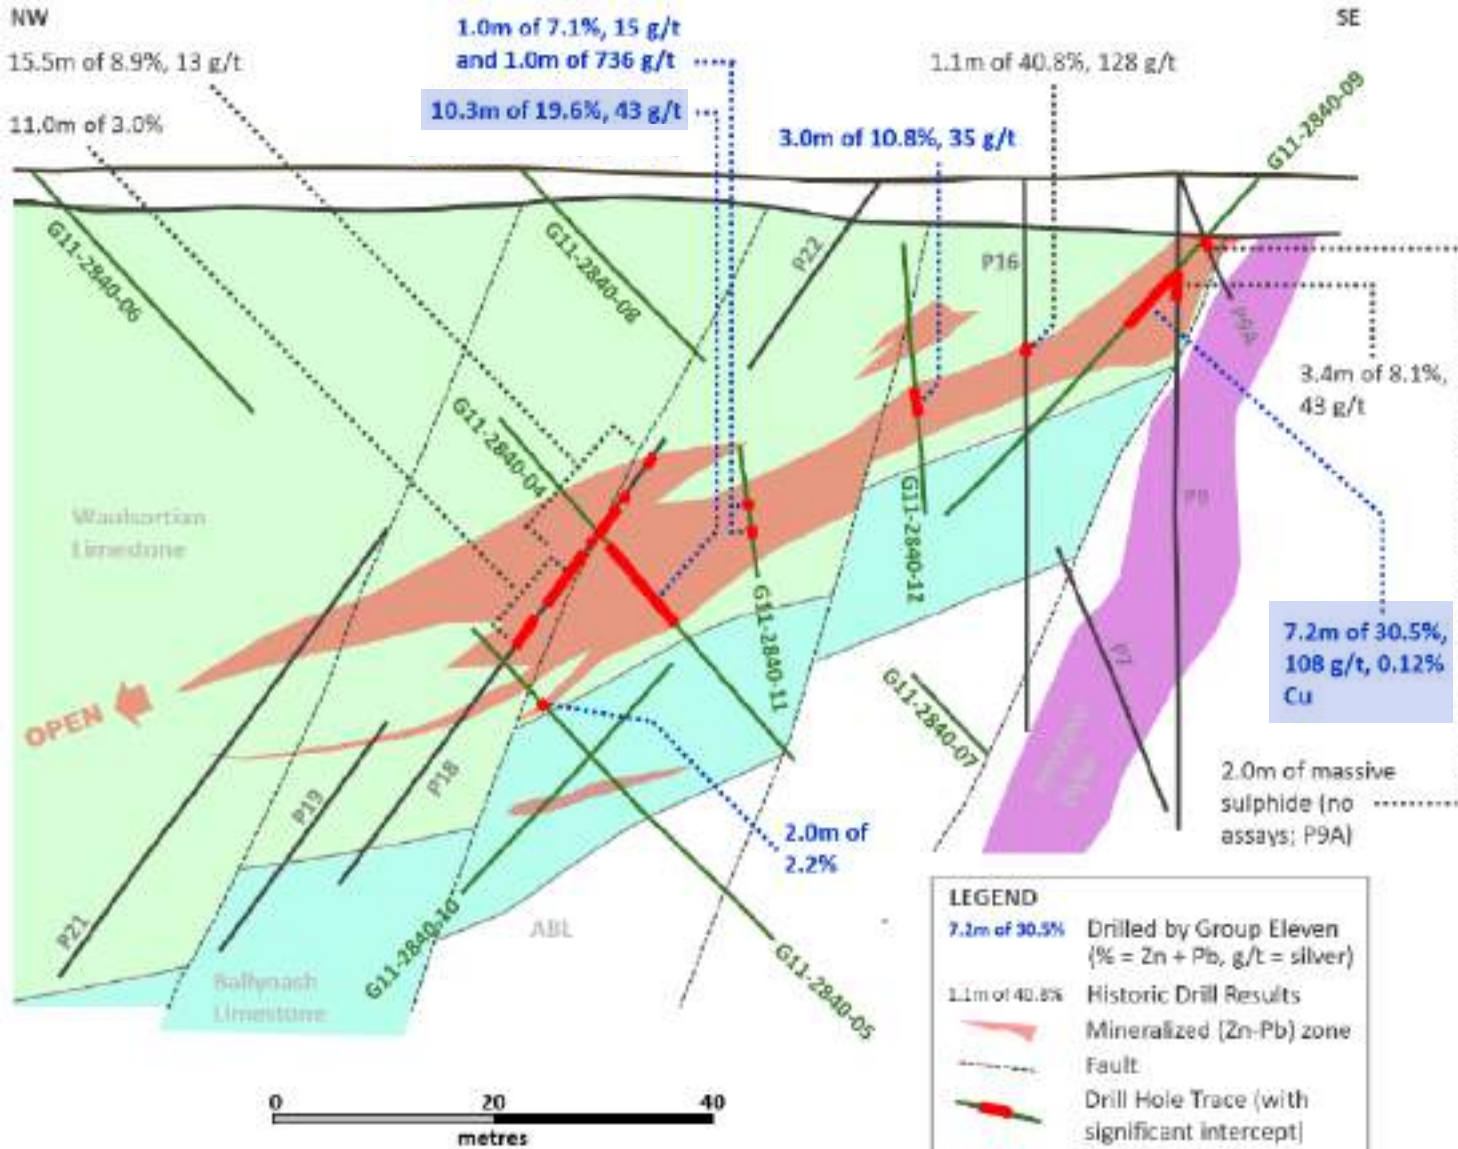 NW
SE
15.5m of 8.9%, 13 g/t
11.0m of 3.0%
1.0m of 7.1%, 15 g/t
and 1.0m of 736 g/t
10.3m of 19.6%, 43 g/t
3.0m of 10.8%, 35 g/t
1.1m of 40.8%, 128 g/t
G11-2840-09
G11-2840-06
G11-2840-08
P22
P16
P9A
3.4m of 8.1%,
43 g/t
G11-2840-04
Waulsortian
Limestone
G11-2840-12
P9
G11-2840-11
7.2m of 30.5%,
108 g/t, 0.12%
Cu
OPEN
G11-2840-07
P7
P18
P19
2.0m of
2.2%
2.0m of massive
sulphide (no
assays; P9A)
P21
G11-2840-10
ABL
G11-2840-05
Ballynash
Limestone
0 20 40
metres
LEGEND
7.2m of 30.5% Drilled by Group Eleven
(% = Zn + Pb, g/t = silver)
1.1m of 40.8% Historic Drill Results
Mineralized (Zn-Pb) zone
Fault
Drill Hole Trace (with
significant intercept)